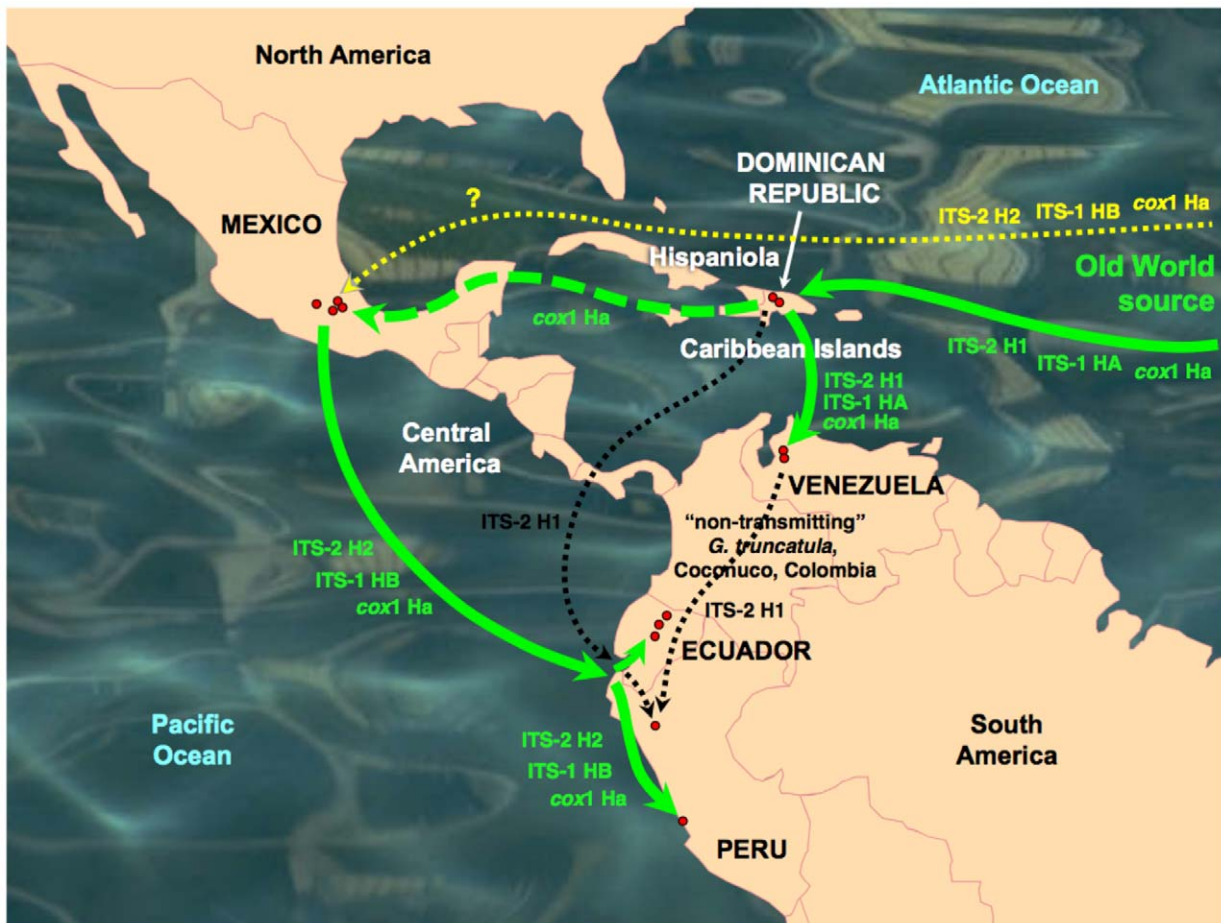 North America
Atlantic Ocean
DOMINICAN
REPUBLIC
?
MEXICO
ITS-2 H2 ITS-1 HB cox1 Ha
Hispaniola
Old World
source
cox1 Ha
Caribbean Islands
ITS-2 H1
ITS-1 HA
cox1 Ha
ITS-2 H1
ITS-1 HA
cox1 Ha
Central
America
VENEZUELA
ITS-2 H1
"non-transmitting"
G. truncatula,
Coconuco, Colombia
ITS-2 H2
ITS-1 HB
cox1 Ha
ITS-2 H1
ECUADOR
Pacific
Ocean
South
America
ITS-2 H2
ITS-1 HB
cox1 Ha
PERU